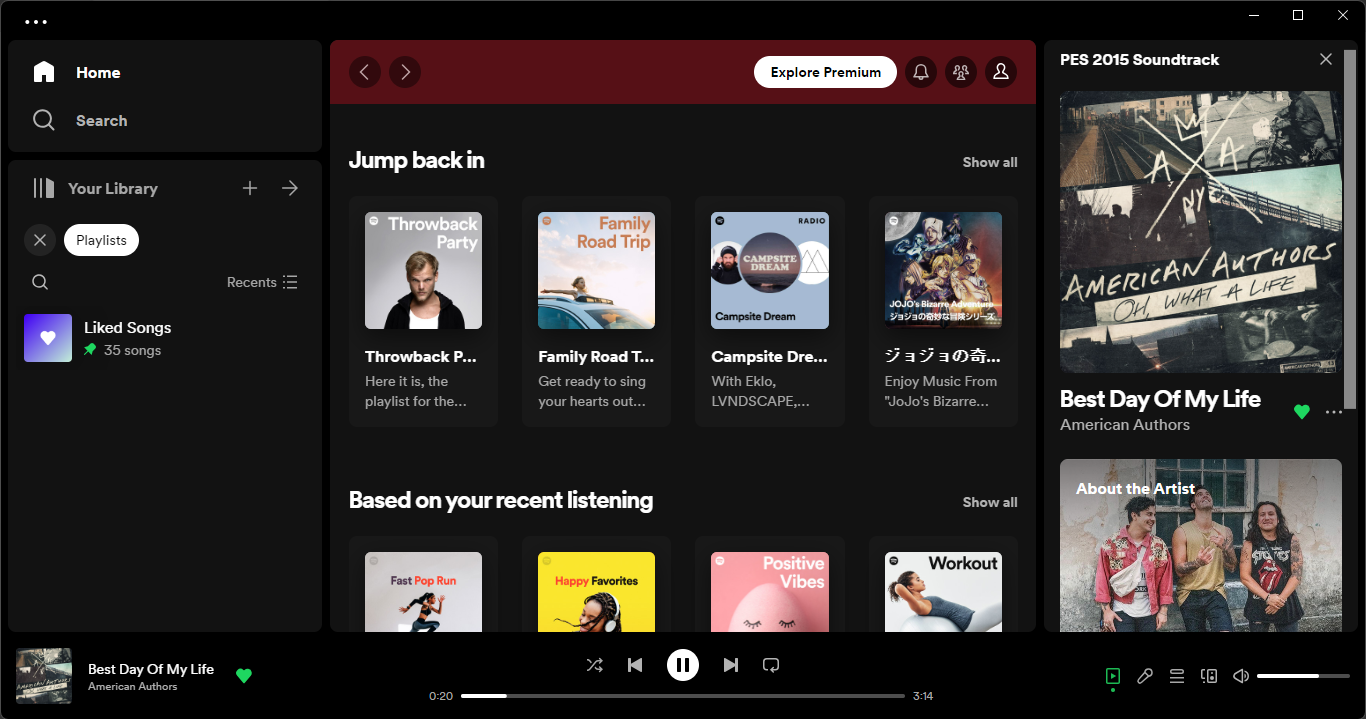 Home
Search
Your Library
Playlists
Recents
Liked Songs
35 songs
Explore Premium
Jump back in
Show all
Throwback
Party
Family
Road Trip
RADIO
CAMPSITE
DREAM
Campsite Dream
JOJO's Bizarre Adventure
ジョジョの奇妙な冒険シリーズ
Throwback P...
Here it is, the
playlist for the...
Family Road T...
Get ready to sing
your hearts out...
Campsite Dre...
With Eklo,
LVNDSCAPE,...
ジョジョの奇...
Enjoy Music From
"JoJo's Bizarre...
Based on your recent listening
Show all
Fast Pop Run
Happy Favorites
Positive
Vibes
Workout
PES 2015 Soundtrack
A A
NYC
AMERICAN AUTHORS
OH, WHAT A LIFE
Best Day Of My Life
American Authors
About the Artist
Best Day Of My Life
American Authors
0:20
3:14